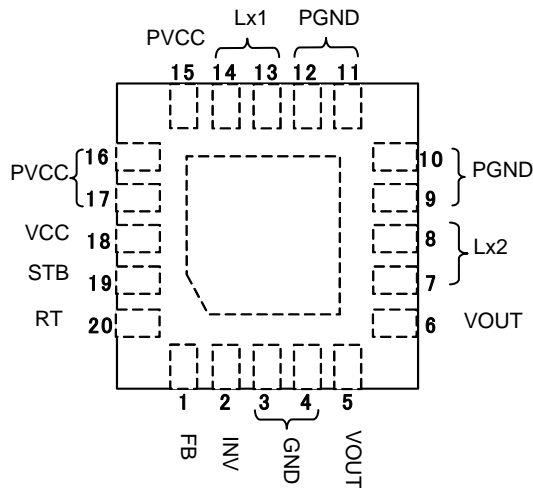 Lx1 PGND
PVCC
15 14 13 12 11
16 10
PVCC PGND
17 9
VCC 18 8
Lx2
STB 19 7
RT 20 6 VOUT
1 2 3 4 5
FB INV GND VOUT